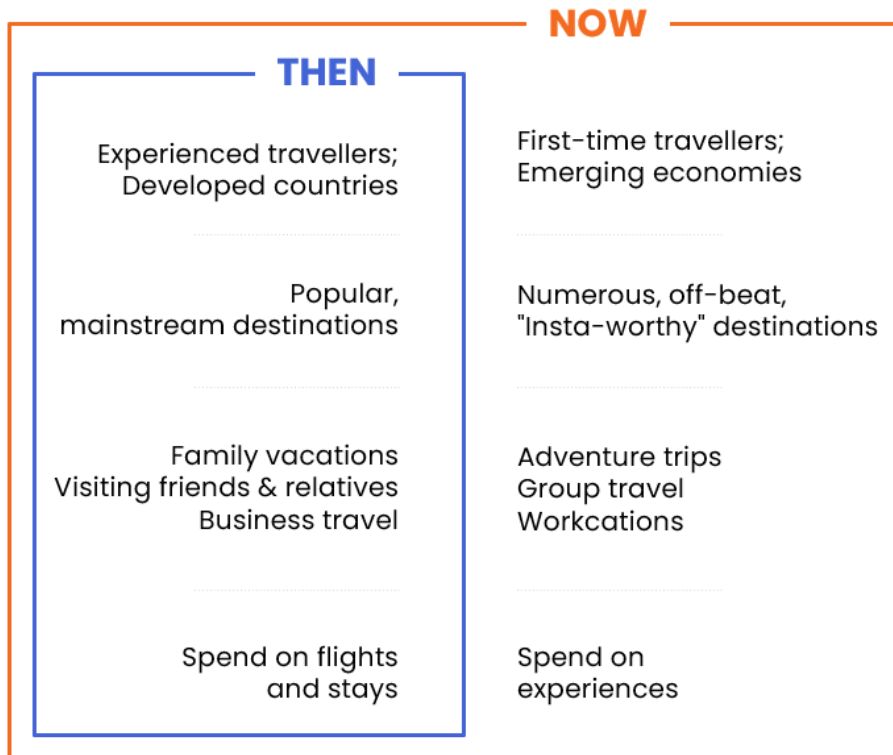 NOW
THEN
Experienced travellers;
Developed countries
First-time travellers;
Emerging economies
Popular,
mainstream destinations
Numerous, off-beat,
"Insta-worthy" destinations
Family vacations
Visiting friends & relatives
Business travel
Adventure trips
Group travel
Workcations
Spend on flights
and stays
Spend on
experiences